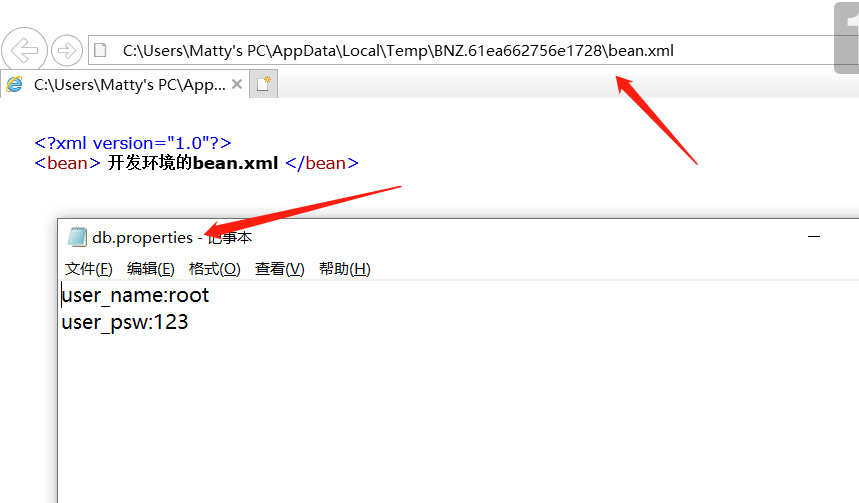 C:\Users\Matty's PC\AppData\Local\Temp\BNZ.61ea662756e1728\bean.xml
C:\Users\Matty's PC\App...
<?xml version="1.0"?>
<bean> 开发环境的bean.xml </bean>
db.properties - 记事本
文件(F) 编辑(E) 格式(O) 查看(V) 帮助(H)
user_name:root
user_psw:123